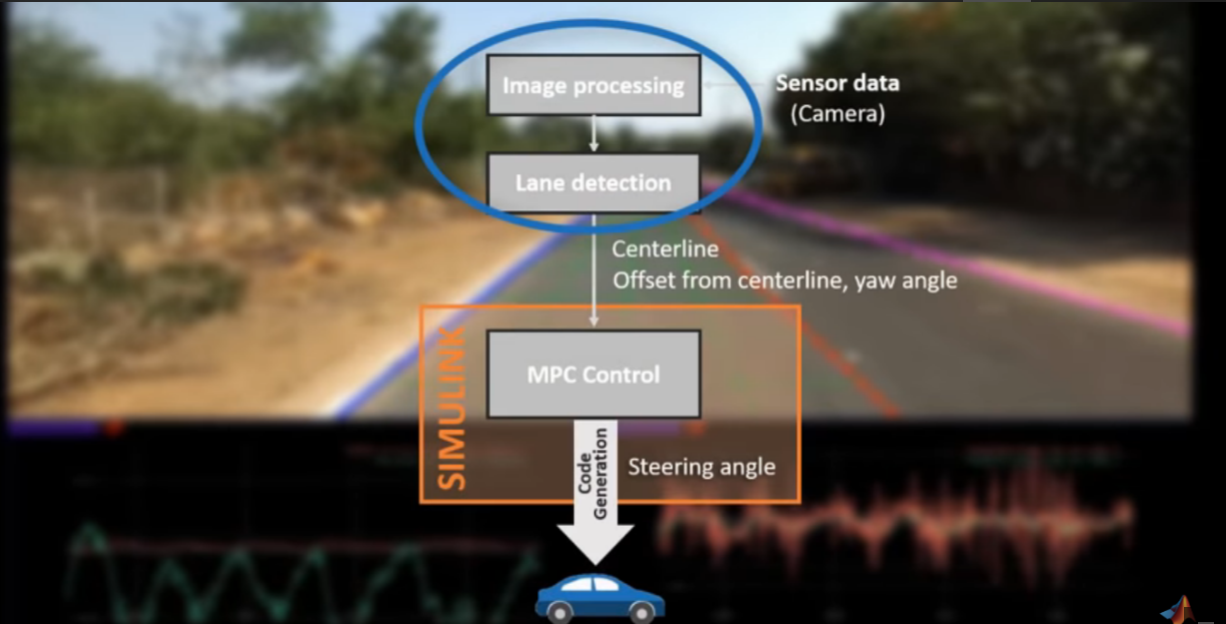 Image processing
Sensor data
(Camera)
Lane detection
Centerline
Offset from centerline, yaw angle
SIMULINK
MPC Control
Code
Generation
Steering angle